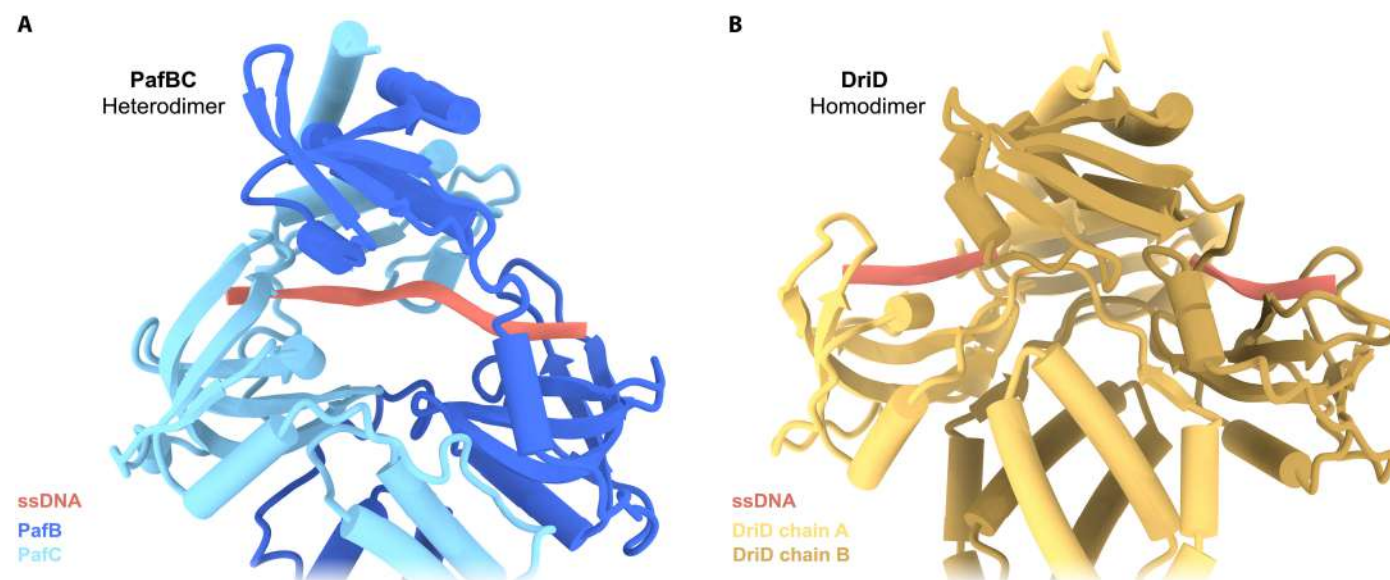 A
PafBC
Heterodimer
ssDNA
PafB
PafC
B
DriD
Homodimer
ssDNA
DriD chain A
DriD chain B